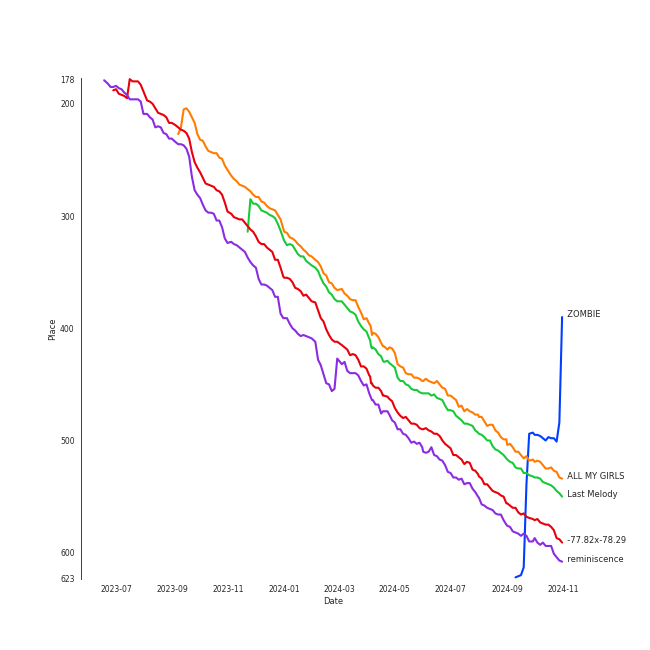 178
200
300
400
500
600
623
Place
2023-07
2023-09
2023-11
2024-01
2024-03
2024-05
2024-07
2024-09
2024-11
Date
ZOMBIE
ALL MY GIRLS
Last Melody
-77.82x-78.29
reminiscence